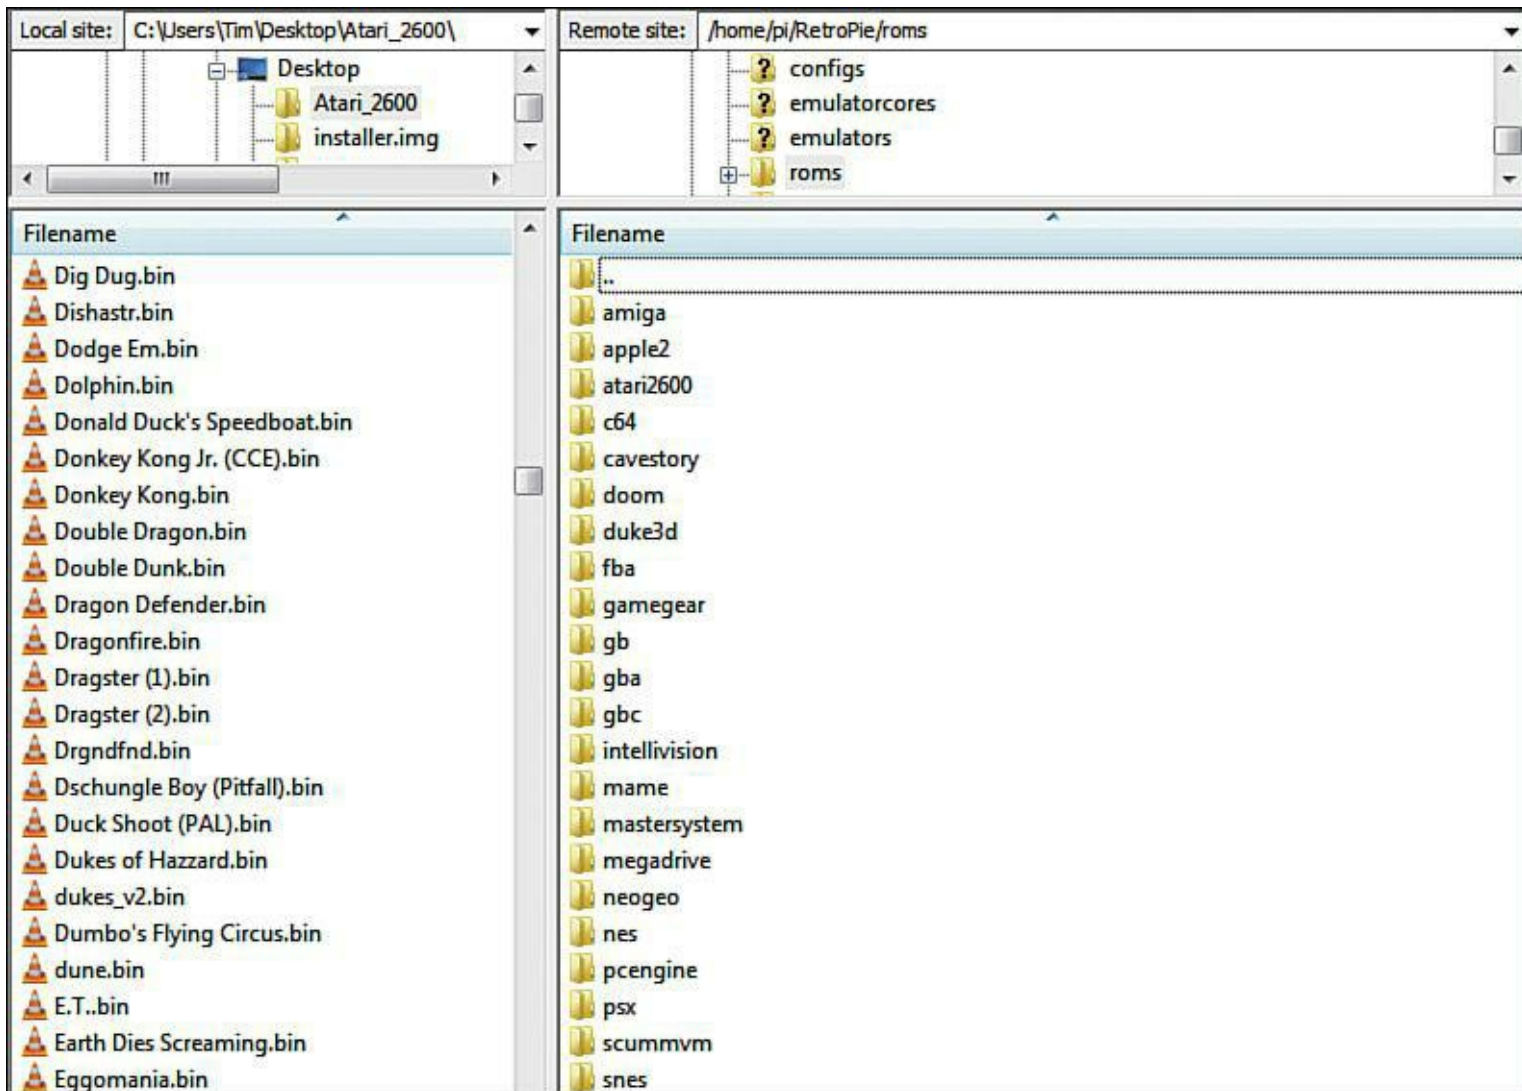 Local site: C:\Users\Tim\Desktop\Atari_2600\
Desktop
Atari_2600
installer.img
Filename
Dig Dug.bin
Dishastr.bin
Dodge Em.bin
Dolphin.bin
Donald Duck's Speedboat.bin
Donkey Kong Jr. (CCE).bin
Donkey Kong.bin
Double Dragon.bin
Double Dunk.bin
Dragon Defender.bin
Dragonfire.bin
Dragster (1).bin
Dragster (2).bin
Drgndfnd.bin
Dschungle Boy (Pitfall).bin
Duck Shoot (PAL).bin
Dukes of Hazzard.bin
dukes_v2.bin
Dumbo's Flying Circus.bin
dune.bin
E.T..bin
Earth Dies Screaming.bin
Eggomania.bin
Remote site: /home/pi/RetroPie/roms
? configs
? emulatorcores
? emulators
roms
Filename
..
amiga
apple2
atari2600
c64
cavestory
doom
duke3d
fba
gamegear
gb
gba
gbc
intellivision
mame
mastersystem
megadrive
neogeo
nes
pcengine
psx
scummvm
snes